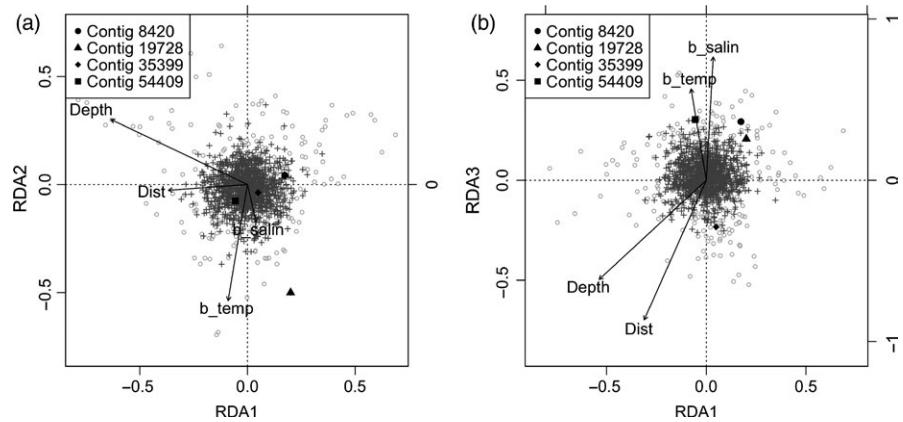 (a)
Contig 8420
Contig 19728
Contig 35399
Contig 54409
Depth
Dist
b_salin
b_temp
0.5
0.0
−0.5
RDA2
−0.5
0.0
0.5
RDA1
0
(b)
Contig 8420
Contig 19728
Contig 35399
Contig 54409
b_salin
b_temp
Depth
Dist
0.5
0.0
−0.5
RDA3
−0.5
0.0
0.5
RDA1
1
0
−1